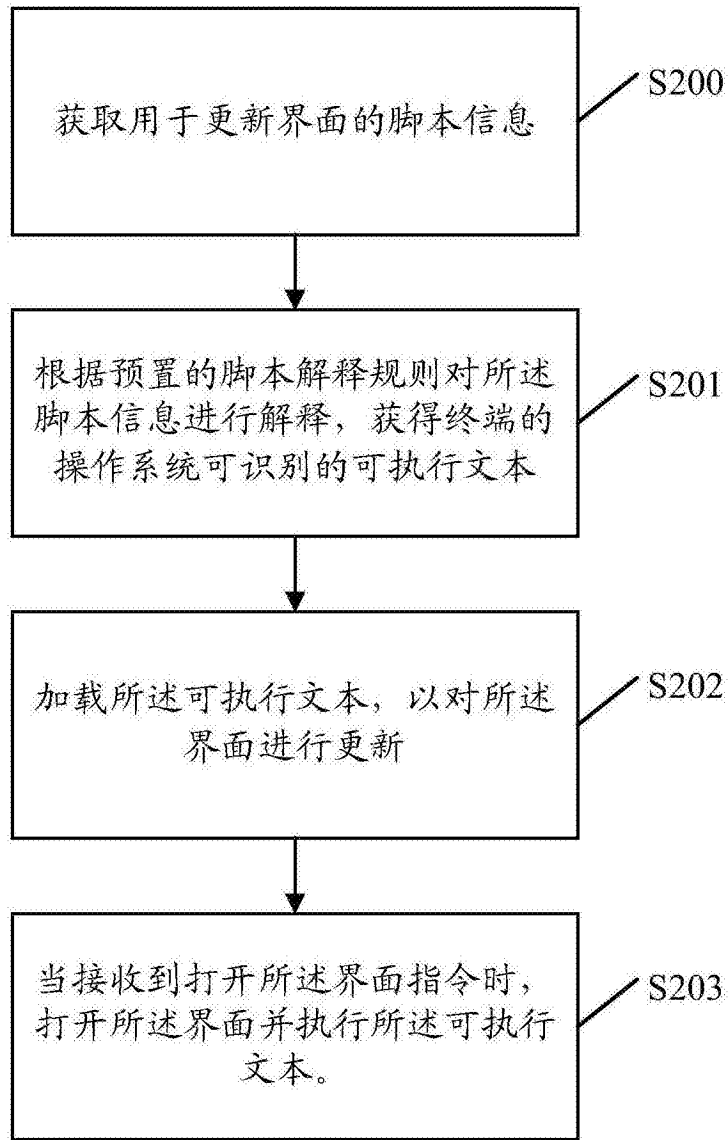 获取用于更新界面的脚本信息
S200
根据预置的脚本解释规则对所述
脚本信息进行解释，获得终端的
操作系统可识别的可执行文本
S201
加载所述可执行文本，以对所述
界面进行更新
S202
当接收到打开所述界面指令时，
打开所述界面并执行所述可执行
文本。
S203